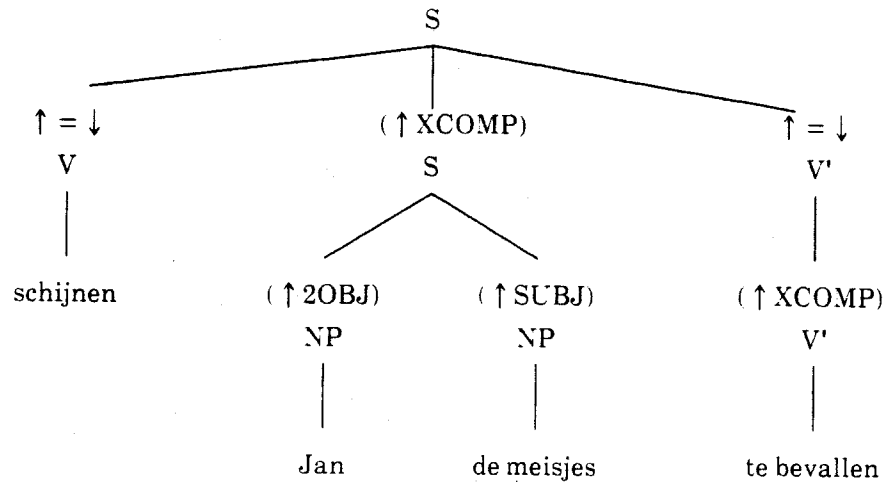 S
↑ = ↓ (↑ XCOMP) ↑ = ↓
V S V'
schijnen (↑ 2OBJ) (↑ SUBJ) (↑ XCOMP)
NP NP V'
Jan de meisjes te bevallen